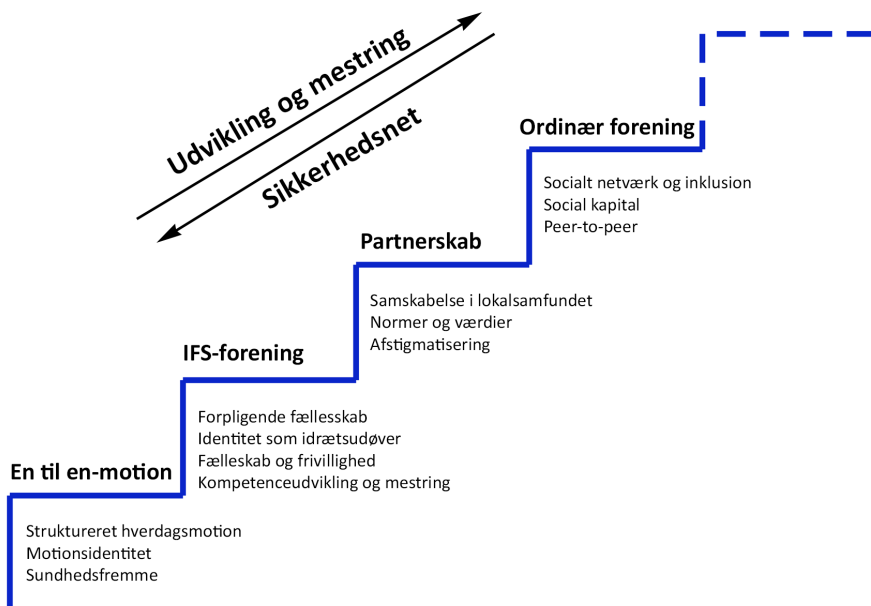 Udvikling og mestring
Sikkerhedsnet
Ordinær forening
Socialt netværk og inklusion
Social kapital
Peer-to-peer
Partnerskab
Samskabelse i lokalsamfundet
Normer og værdier
Afstigmatisering
IFS-forening
Forpligende fællesskab
Identitet som idrætsudøver
Fælleskab og frivillighed
Kompetenceudvikling og mestring
En til en-motion
Struktureret hverdagsmotion
Motionsidentitet
Sundhedsfremme